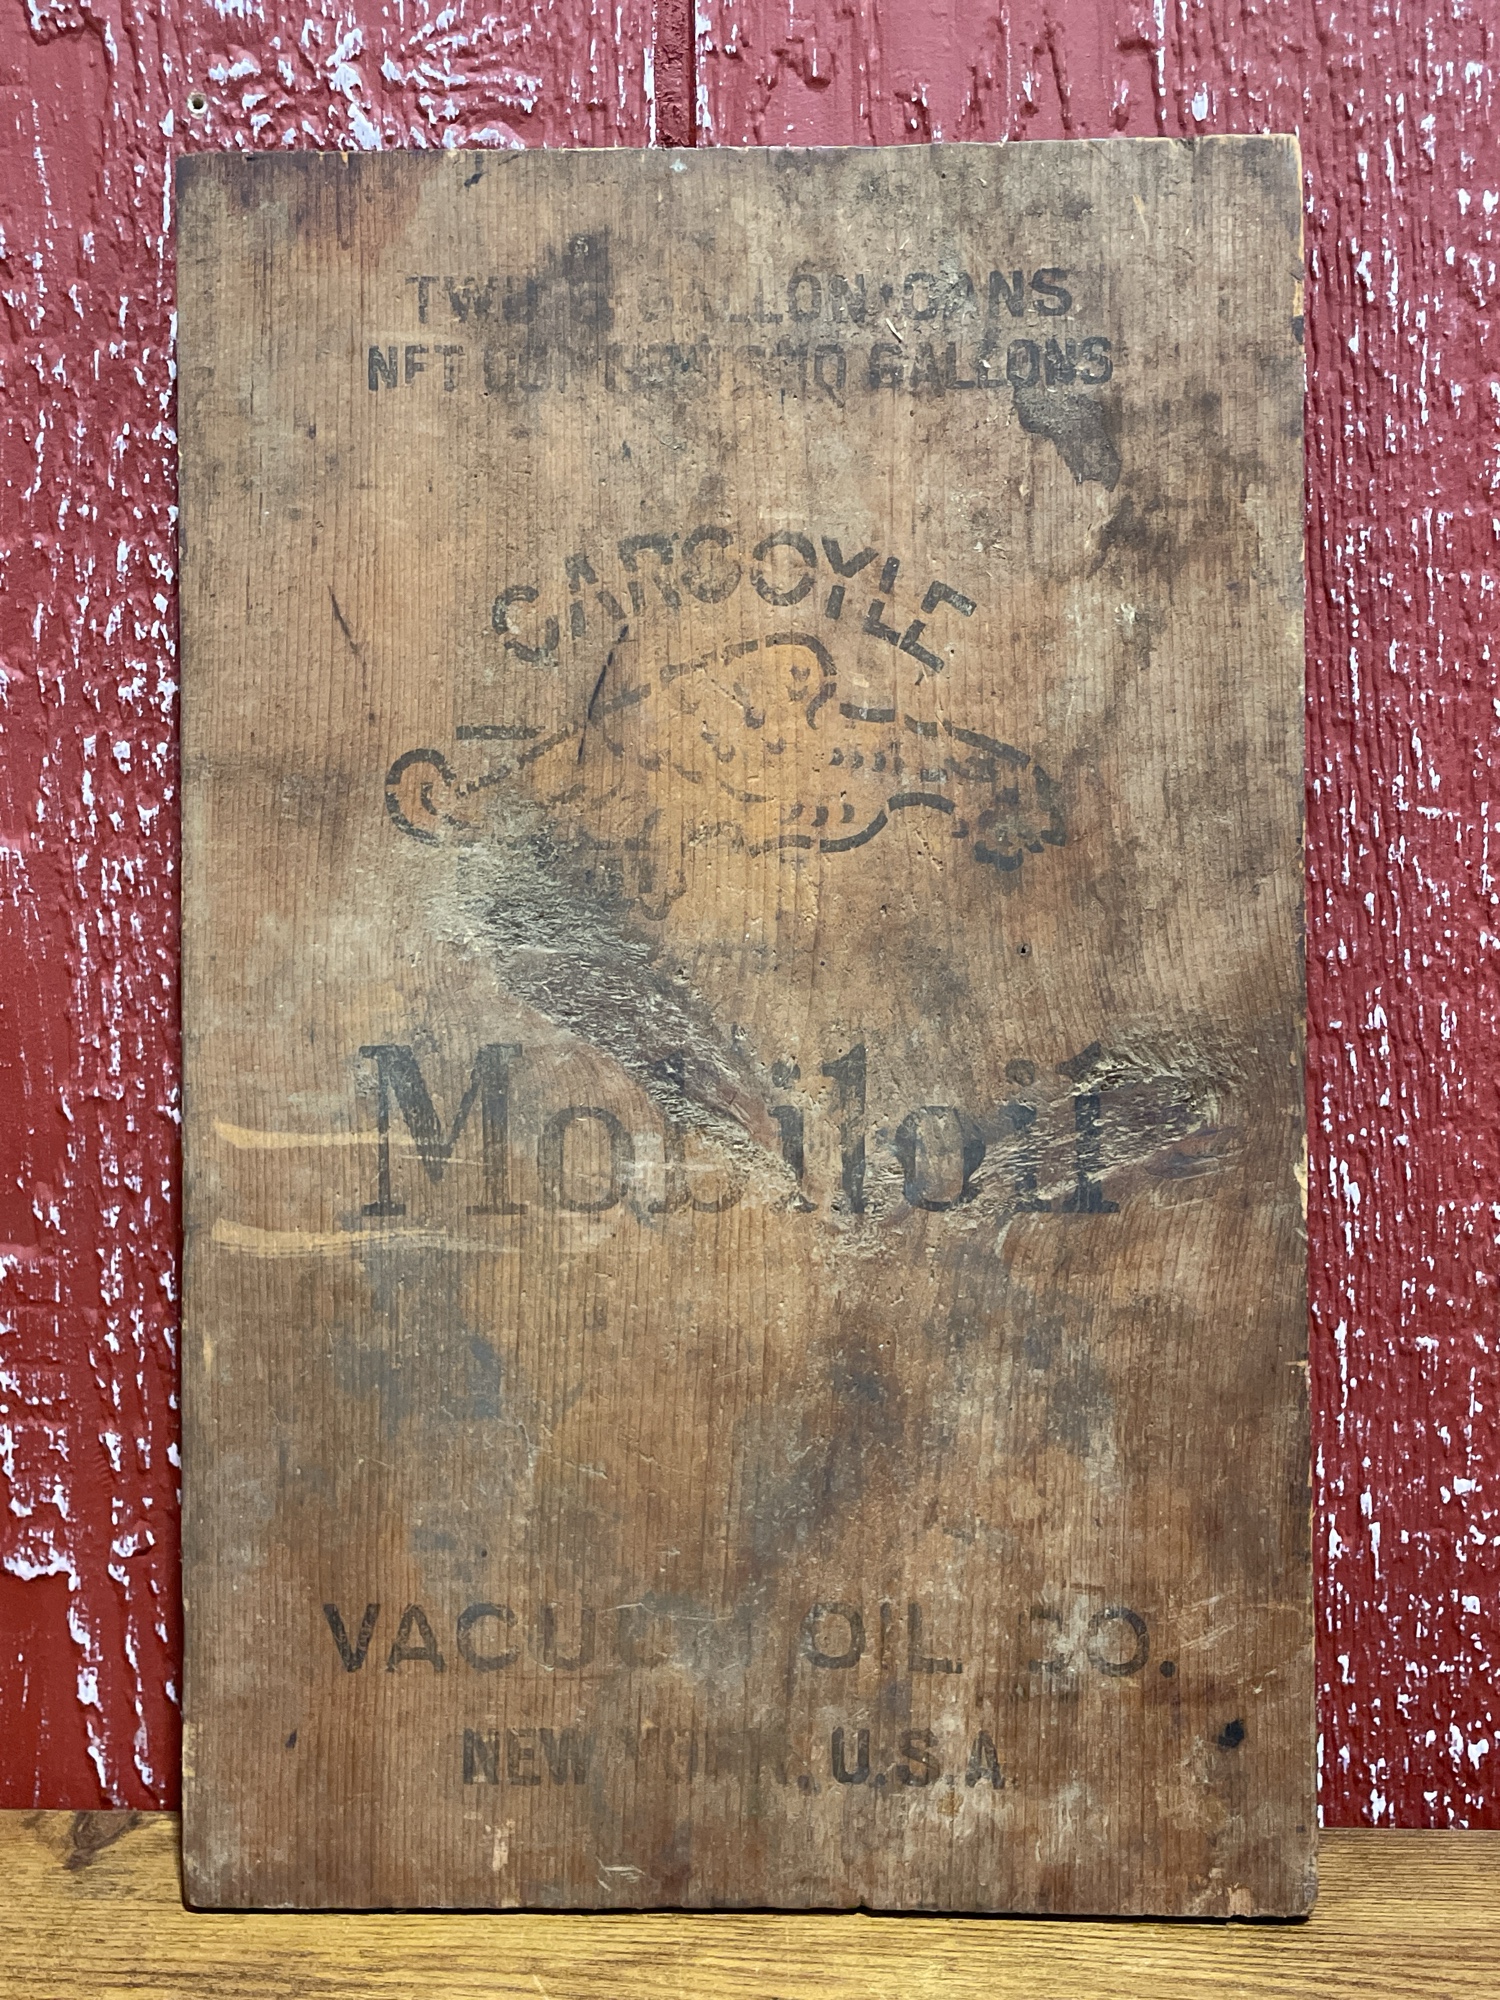 TWO 5 GALLON CANS
NET CONTENTS 10 GALLONS
GARGOYLE
Mobiloil
VACUUM OIL CO.
NEW YORK, U.S.A.